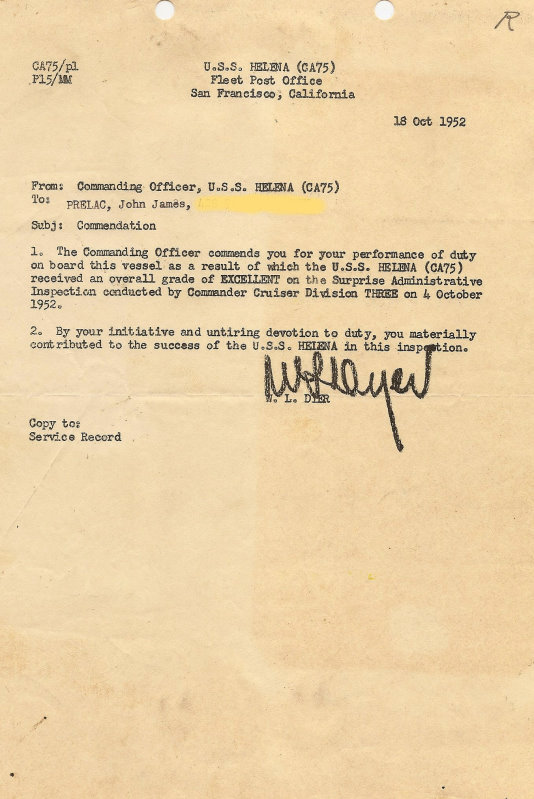 R
CA75/pl
P15/MM
U.S.S. HELENA (CA75)
Fleet Post Office
San Francisco, California
18 Oct 1952
From: Commanding Officer, U.S.S. HELENA (CA75)
To: PRELAC, John James,
Subj: Commendation
1. The Commanding Officer commends you for your performance of duty
on board this vessel as a result of which the U.S.S. HELENA (CA75)
received an overall grade of EXCELLENT on the Surprise Administrative
Inspection conducted by Commander Cruiser Division THREE on 4 October
1952.
2. By your initiative and untiring devotion to duty, you materially
contributed to the success of the U.S.S. HELENA in this inspection.
W. L. DYER
Copy to:
Service Record